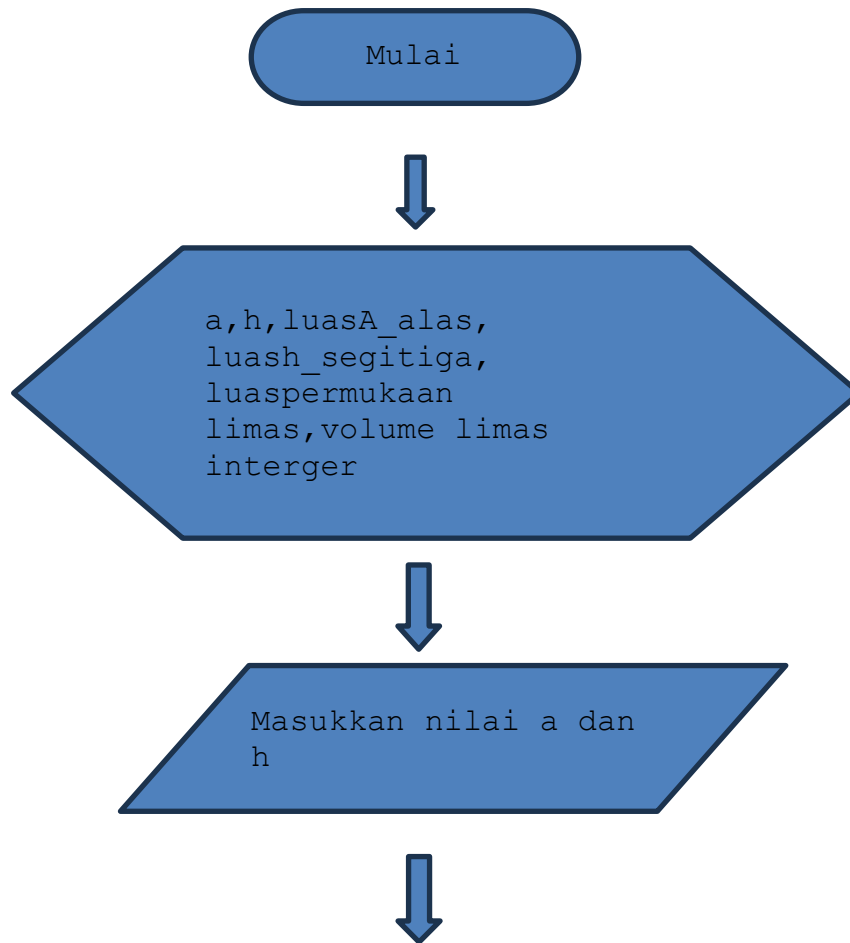 Mulai
a,h,luasA_alas,
luash_segitiga,
luaspermukaan
limas,volume limas
interger
Masukkan nilai a dan
h